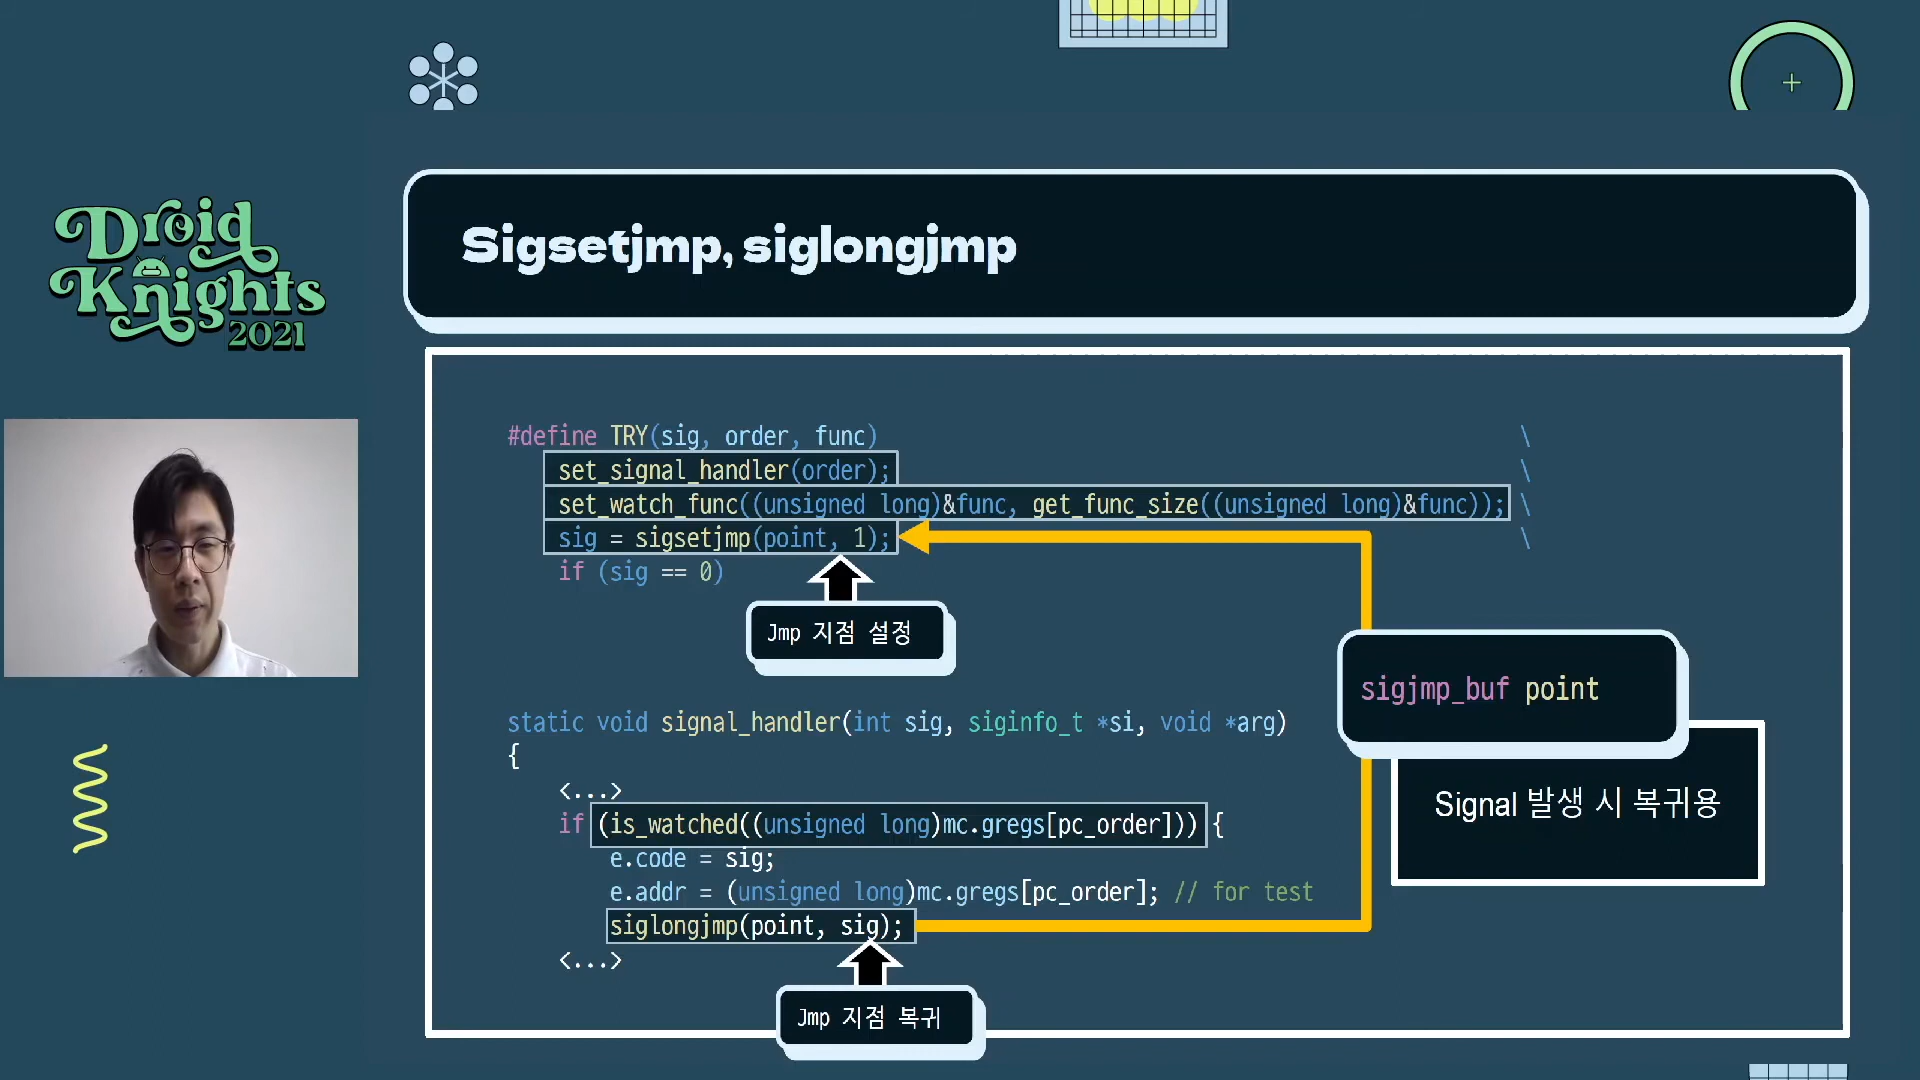 Droid
Knights
2021
Sigsetjmp, siglongjmp
#define TRY(sig, order, func) \
set_signal_handler(order); \
set_watch_func((unsigned long)&func, get_func_size((unsigned long)&func)); \
sig = sigsetjmp(point, 1); \
if (sig == 0)
Jmp 지점 설정
sigjmp_buf point
Signal 발생 시 복귀용
static void signal_handler(int sig, siginfo_t *si, void *arg)
{
<...>
if (is_watched((unsigned long)mc.gregs[pc_order])) {
e.code = sig;
e.addr = (unsigned long)mc.gregs[pc_order]; // for test
siglongjmp(point, sig);
<...>
Jmp 지점 복귀